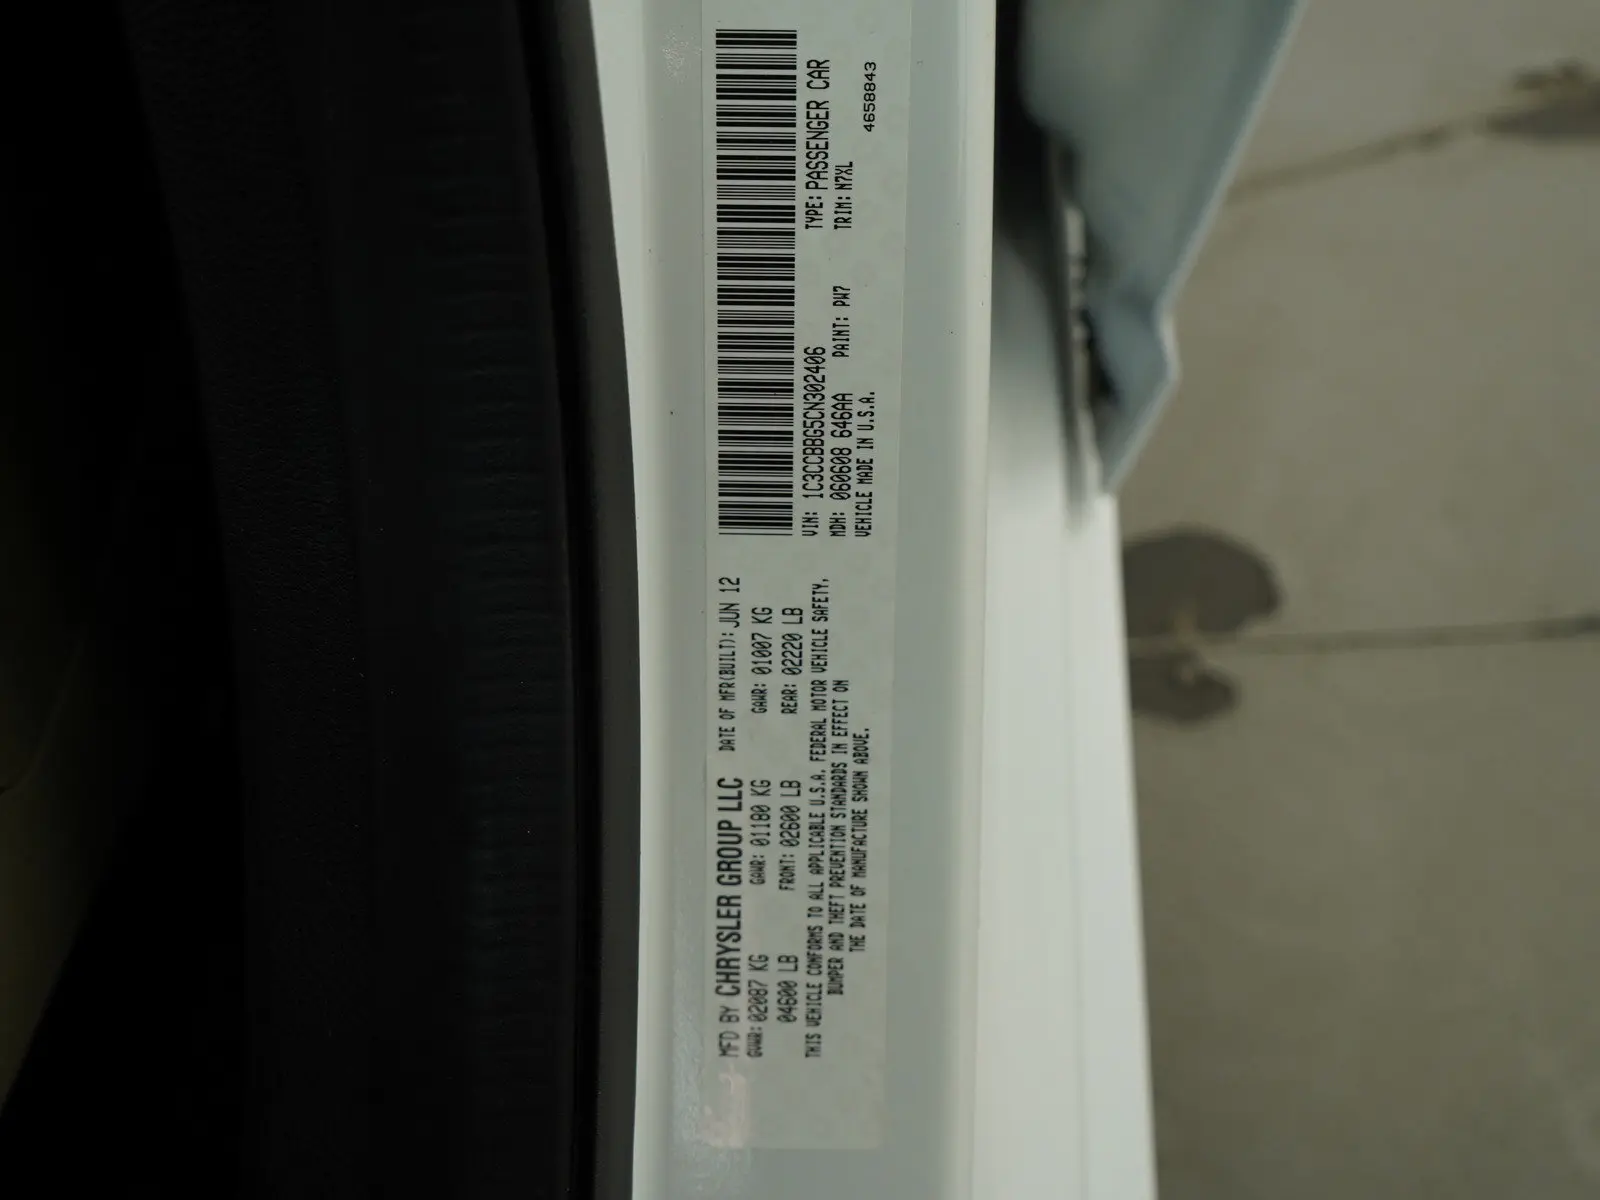 MFD BY CHRYSLER GROUP LLC DATE OF MFR(BUILT): JUN 12
GVWR: 02087 KG GAWR: 01180 KG GAWR: 01007 KG
04600 LB FRONT: 02600 LB REAR: 02220 LB
THIS VEHICLE CONFORMS TO ALL APPLICABLE U.S.A. FEDERAL MOTOR VEHICLE SAFETY,
BUMPER AND THEFT PREVENTION STANDARDS IN EFFECT ON
THE DATE OF MANUFACTURE SHOWN ABOVE.
VIN: 1C3CCBBG5CN302406 TYPE: PASSENGER CAR
MDH: 060608 646AA PAINT: PW7 TRIM: N7XL
VEHICLE MADE IN U.S.A. 4658843